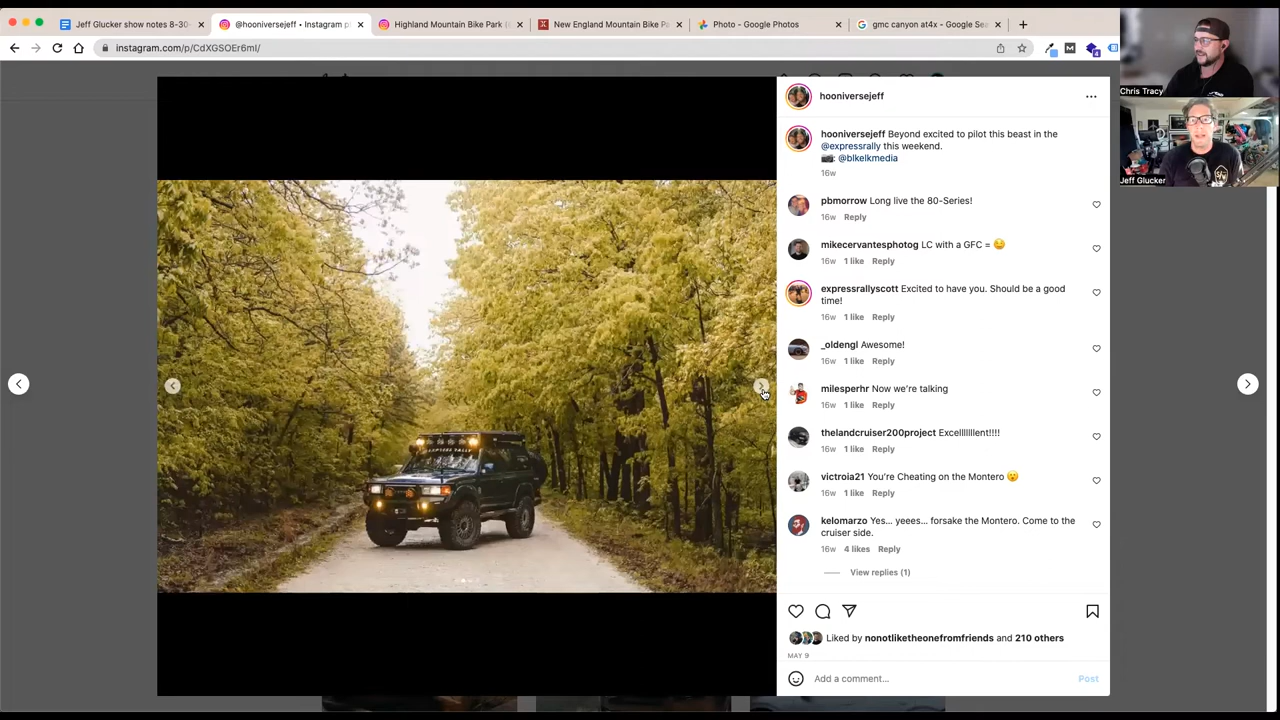 Jeff Glucker show notes 8-30-
@hooniversejeff • Instagram p
Highland Mountain Bike Park (
New England Mountain Bike Pa
Photo - Google Photos
gmc canyon at4x - Google Sea
instagram.com/p/CdXGSOEr6mI/
Chris Tracy
Jeff Glucker
hooniversejeff
hooniversejeff Beyond excited to pilot this beast in the
@expressrally this weekend.
📷: @blkelkmedia
16w
pbmorrow Long live the 80-Series!
16w Reply
mikecervantesphotog LC with a GFC = 😆
16w 1 like Reply
expressrallyscott Excited to have you. Should be a good
time!
16w 1 like Reply
_oldengl Awesome!
16w 1 like Reply
milesperhr Now we're talking
16w 1 like Reply
thelandcruiser200project Excelllllllent!!!!
16w 1 like Reply
victroia21 You're Cheating on the Montero 😮
16w 1 like Reply
kelomarzo Yes... yeees... forsake the Montero. Come to the
cruiser side.
16w 4 likes Reply
View replies (1)
Liked by nonotliketheonefromfriends and 210 others
MAY 9
Add a comment...
Post